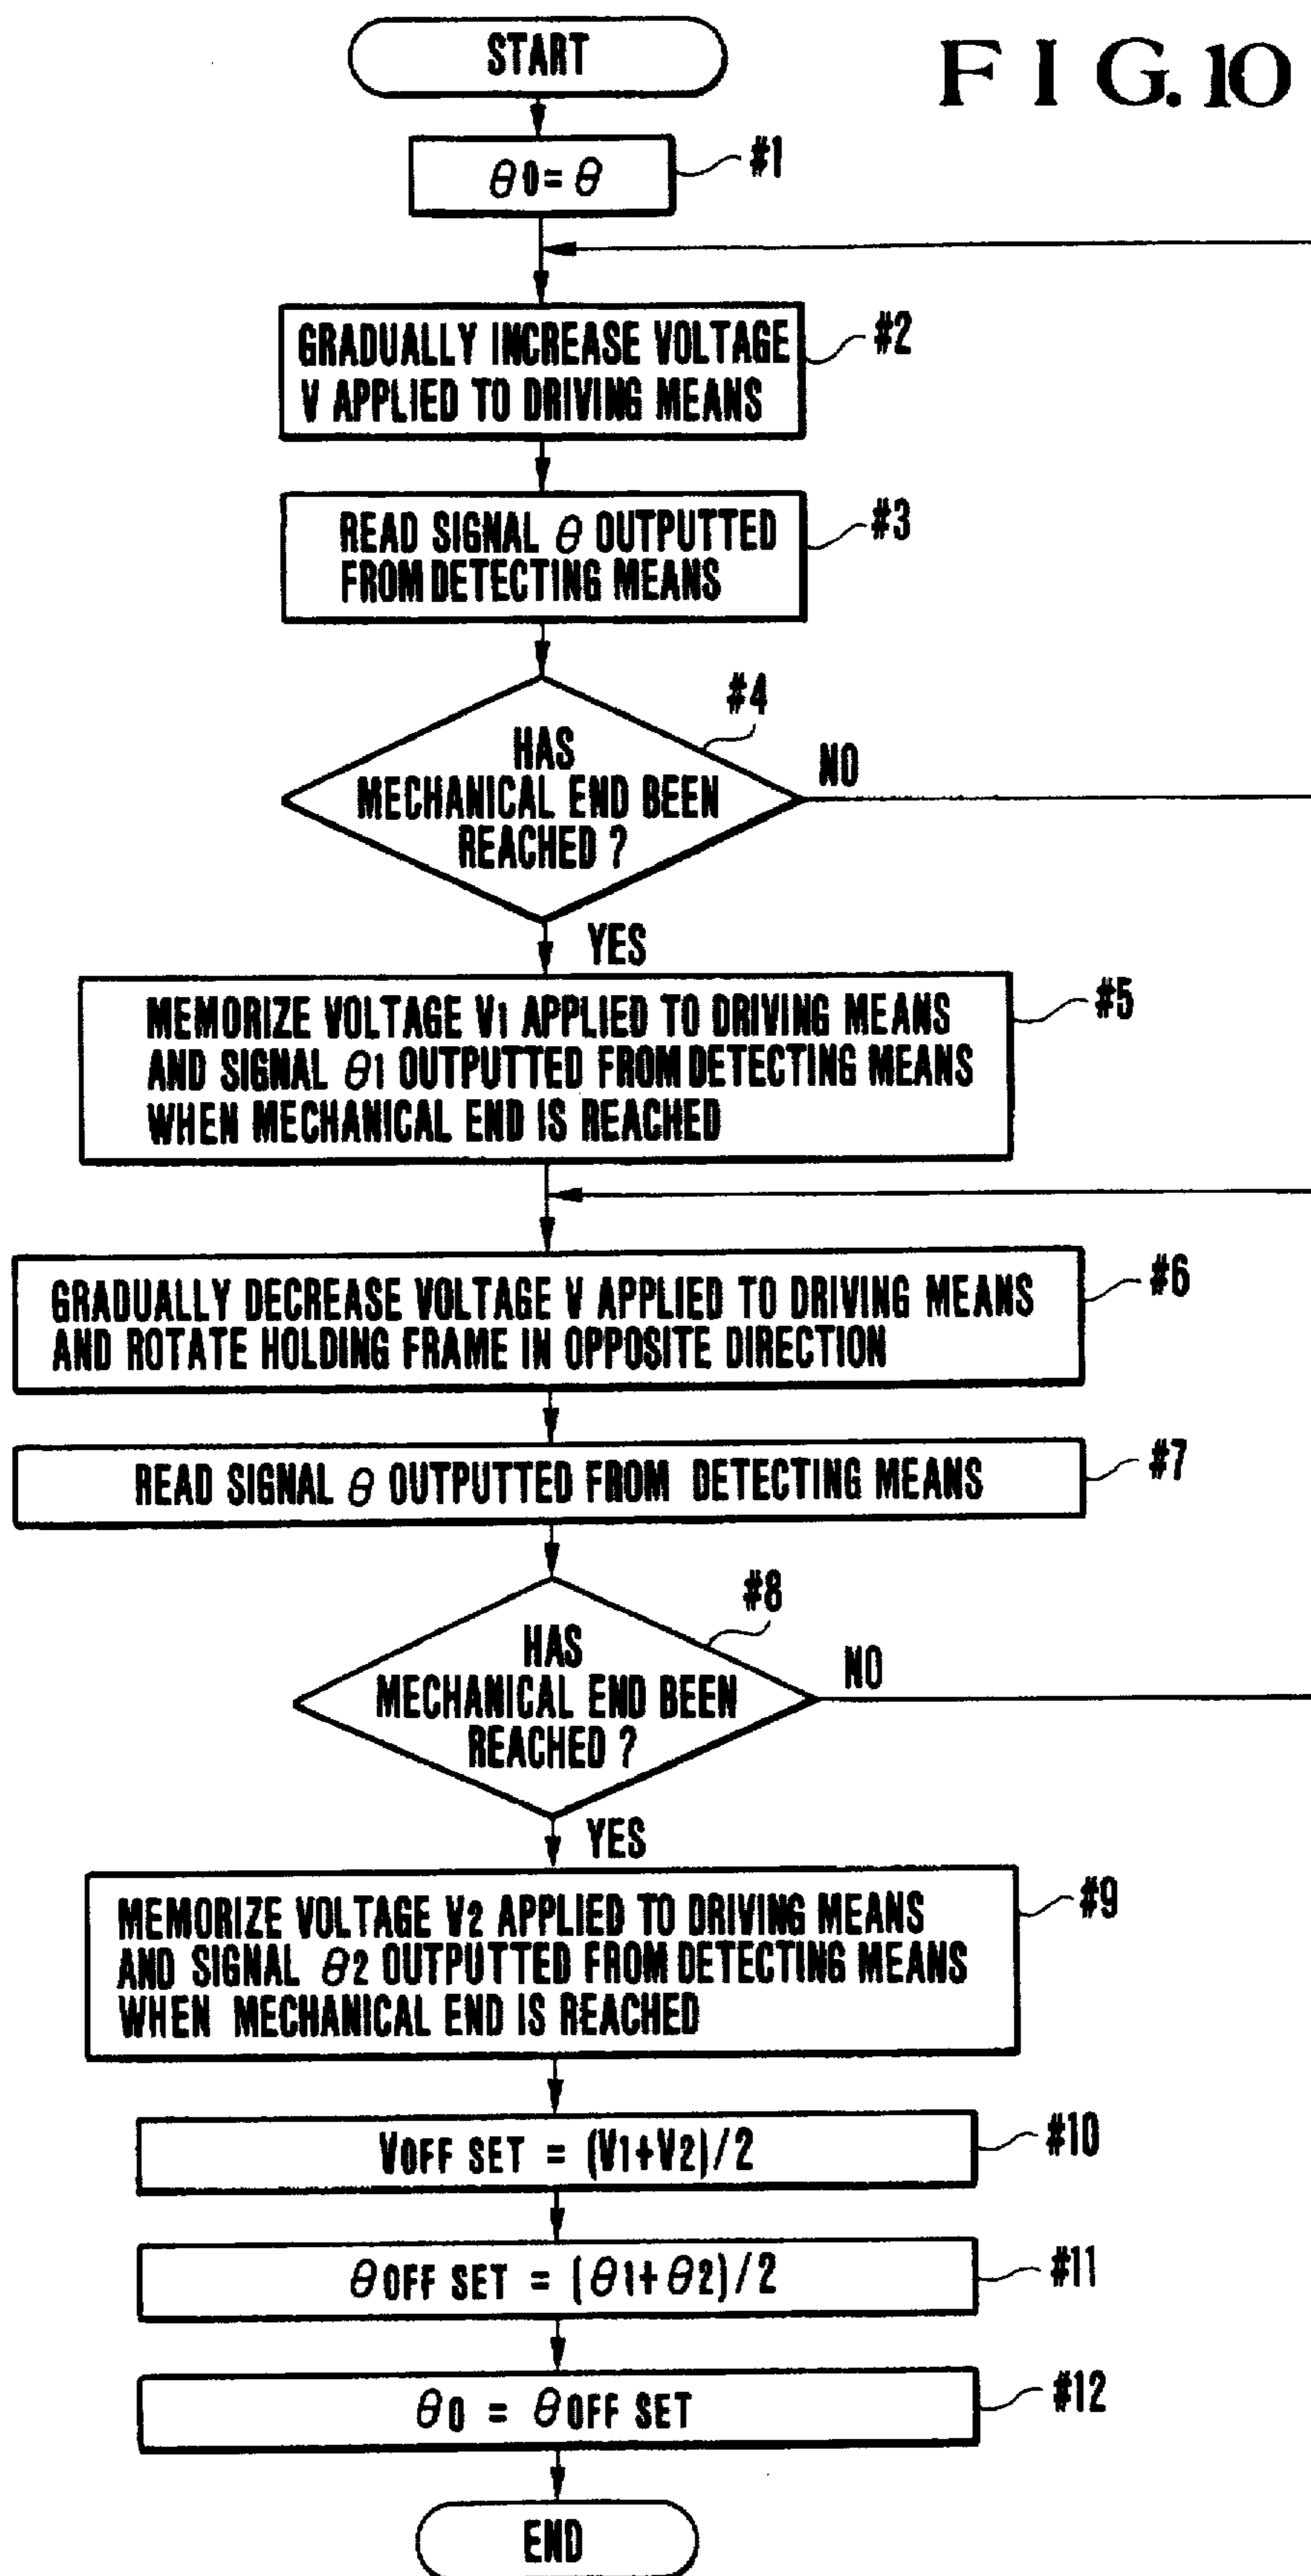 START
FIG. 10
θ0 = θ
#1
GRADUALLY INCREASE VOLTAGE
V APPLIED TO DRIVING MEANS
#2
READ SIGNAL θ OUTPUTTED
FROM DETECTING MEANS
#3
HAS
MECHANICAL END BEEN
REACHED ?
#4
NO
YES
MEMORIZE VOLTAGE V1 APPLIED TO DRIVING MEANS
AND SIGNAL θ1 OUTPUTTED FROM DETECTING MEANS
WHEN MECHANICAL END IS REACHED
#5
GRADUALLY DECREASE VOLTAGE V APPLIED TO DRIVING MEANS
AND ROTATE HOLDING FRAME IN OPPOSITE DIRECTION
#6
READ SIGNAL θ OUTPUTTED FROM DETECTING MEANS
#7
HAS
MECHANICAL END BEEN
REACHED ?
#8
NO
YES
MEMORIZE VOLTAGE V2 APPLIED TO DRIVING MEANS
AND SIGNAL θ2 OUTPUTTED FROM DETECTING MEANS
WHEN MECHANICAL END IS REACHED
#9
VOFF SET = (V1+V2)/2
#10
θOFF SET = (θ1+θ2)/2
#11
θ0 = θOFF SET
#12
END